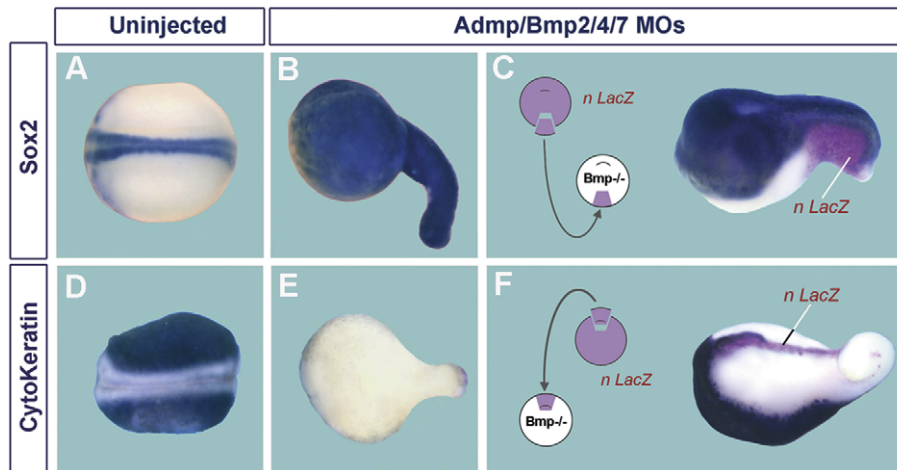 Uninjected
Admp/Bmp2/4/7 MOs
Sox2
A
B
C
n LacZ
Bmp-/-
n LacZ
CytoKeratin
D
E
F
n LacZ
n LacZ
Bmp-/-